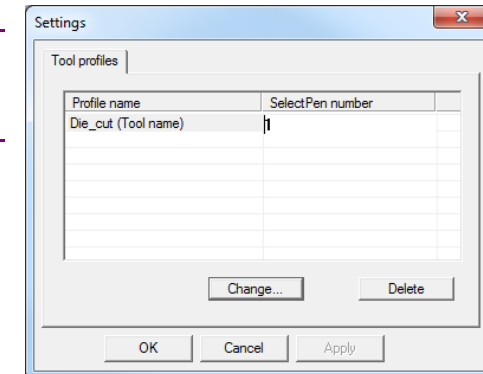 Settings
Tool profiles
Profile name SelectPen number
Die_cut (Tool name) 1
Change... Delete
OK Cancel Apply